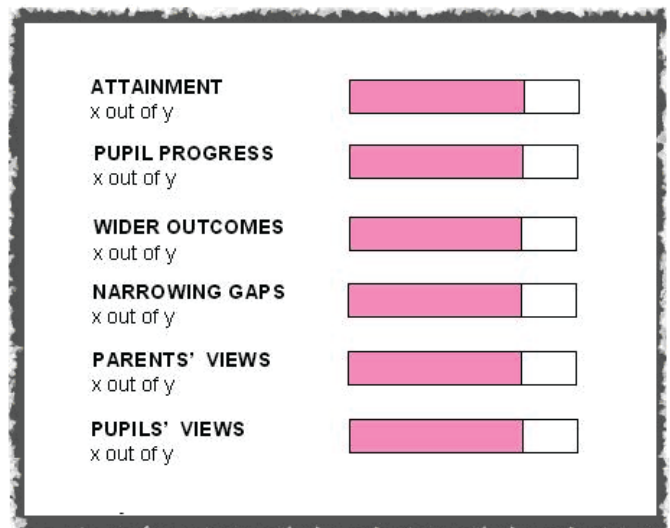 ATTAINMENT
x out of y
PUPIL PROGRESS
x out of y
WIDER OUTCOMES
x out of y
NARROWING GAPS
x out of y
PARENTS’ VIEWS
x out of y
PUPILS’ VIEWS
x out of y